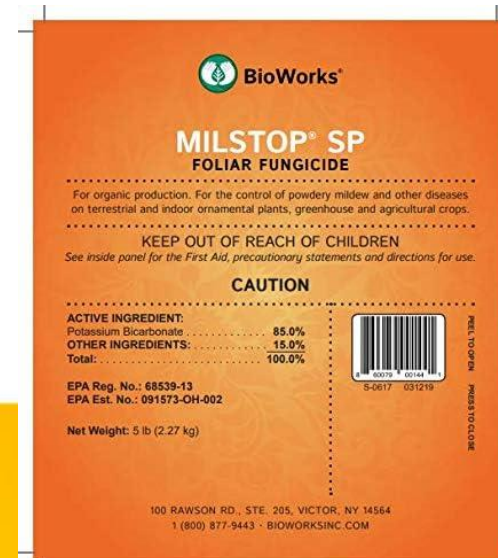 BioWorks®
MILSTOP® SP
FOLIAR FUNGICIDE
For organic production. For the control of powdery mildew and other diseases
on terrestrial and indoor ornamental plants, greenhouse and agricultural crops.
KEEP OUT OF REACH OF CHILDREN
See inside panel for the First Aid, precautionary statements and directions for use.
CAUTION
ACTIVE INGREDIENT:
Potassium Bicarbonate . . . . . . . . . . . . . 85.0%
OTHER INGREDIENTS: . . . . . . . . . . . . 15.0%
Total: . . . . . . . . . . . . . . . . . . . . . . . . . 100.0%
EPA Reg. No.: 68539-13
EPA Est. No.: 091573-OH-002
Net Weight: 5 lb (2.27 kg)
8 60079 00144 1
S-0617 031219
PEEL TO OPEN PRESS TO CLOSE
100 RAWSON RD., STE. 205, VICTOR, NY 14564
1 (800) 877-9443 · BIOWORKSINC.COM